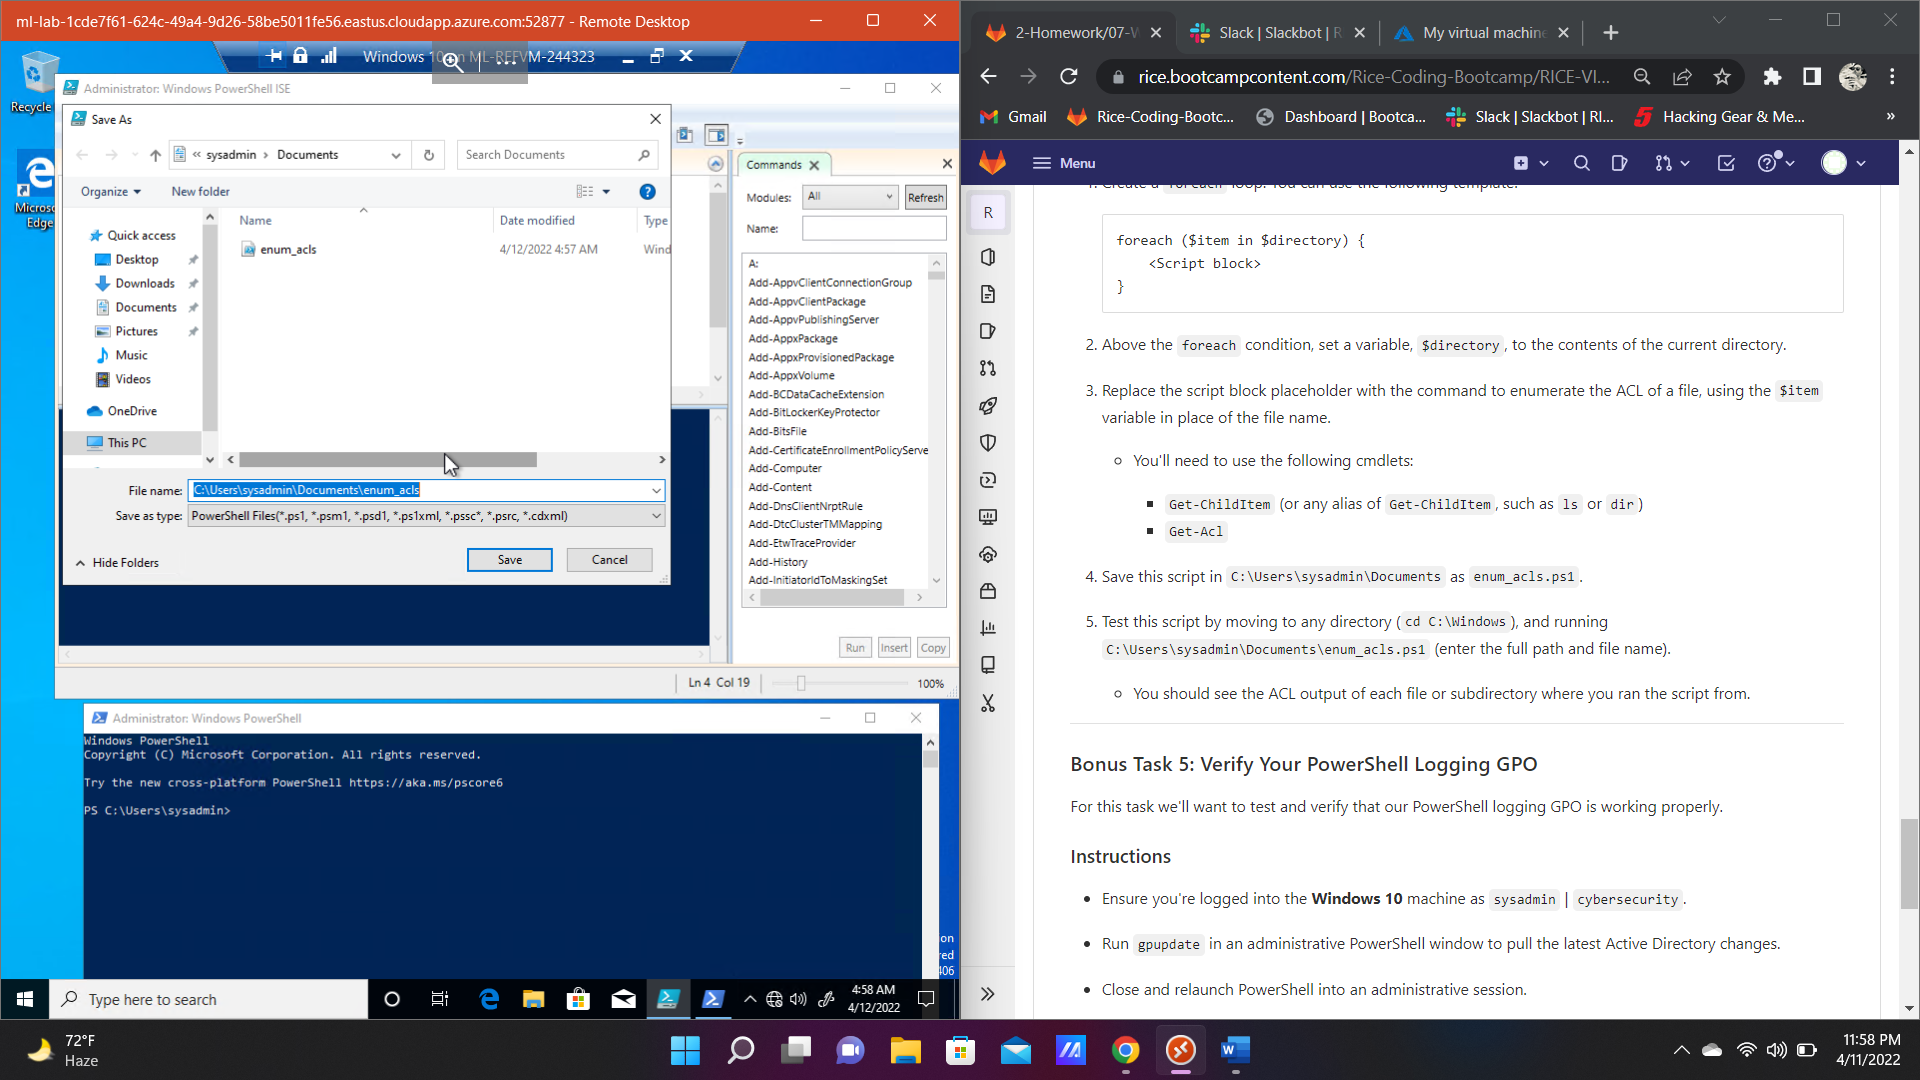 ml-lab-1cde7f61-624c-49a4-9d26-58be5011fe56.eastus.cloudapp.azure.com:52877 - Remote Desktop
Recycle
Micros
Edge
Administrator: Windows PowerShell ISE
Save As
« sysadmin › Documents
Search Documents
Organize
New folder
Name
Date modified
Type
Quick access
Desktop
Downloads
Documents
Pictures
Music
Videos
OneDrive
This PC
enum_acls
4/12/2022 4:57 AM
Wind
File name:
C:\Users\sysadmin\Documents\enum_acls
Save as type:
PowerShell Files(*.ps1, *.psm1, *.psd1, *.ps1xml, *.pssc*, *.psrc, *.cdxml)
Hide Folders
Save
Cancel
Commands
Modules:
All
Refresh
Name:
A:
Add-AppvClientConnectionGroup
Add-AppvClientPackage
Add-AppvPublishingServer
Add-AppxPackage
Add-AppxProvisionedPackage
Add-AppxVolume
Add-BCDataCacheExtension
Add-BitLockerKeyProtector
Add-BitsFile
Add-CertificateEnrollmentPolicyServe
Add-Computer
Add-Content
Add-DnsClientNrptRule
Add-DtcClusterTMMapping
Add-EtwTraceProvider
Add-History
Add-InitiatorIdToMaskingSet
Run
Insert
Copy
Ln 4 Col 19
100%
Administrator: Windows PowerShell
Windows PowerShell
Copyright (C) Microsoft Corporation. All rights reserved.
Try the new cross-platform PowerShell https://aka.ms/pscore6
PS C:\Users\sysadmin>
Type here to search
4:58 AM
4/12/2022
2-Homework/07-W
Slack | Slackbot | R
My virtual machine
rice.bootcampcontent.com/Rice-Coding-Bootcamp/RICE-VI...
Gmail
Rice-Coding-Bootc...
Dashboard | Bootca...
Slack | Slackbot | RI...
Hacking Gear & Me...
Menu
R
foreach ($item in $directory) {
<Script block>
}
2. Above the foreach condition, set a variable, $directory, to the contents of the current directory.
3. Replace the script block placeholder with the command to enumerate the ACL of a file, using the $item
variable in place of the file name.
You'll need to use the following cmdlets:
Get-ChildItem (or any alias of Get-ChildItem, such as ls or dir)
Get-Acl
4. Save this script in C:\Users\sysadmin\Documents as enum_acls.ps1.
5. Test this script by moving to any directory (cd C:\Windows), and running
C:\Users\sysadmin\Documents\enum_acls.ps1 (enter the full path and file name).
You should see the ACL output of each file or subdirectory where you ran the script from.
Bonus Task 5: Verify Your PowerShell Logging GPO
For this task we'll want to test and verify that our PowerShell logging GPO is working properly.
Instructions
Ensure you're logged into the Windows 10 machine as sysadmin | cybersecurity.
Run gpupdate in an administrative PowerShell window to pull the latest Active Directory changes.
Close and relaunch PowerShell into an administrative session.
72°F
Haze
11:58 PM
4/11/2022